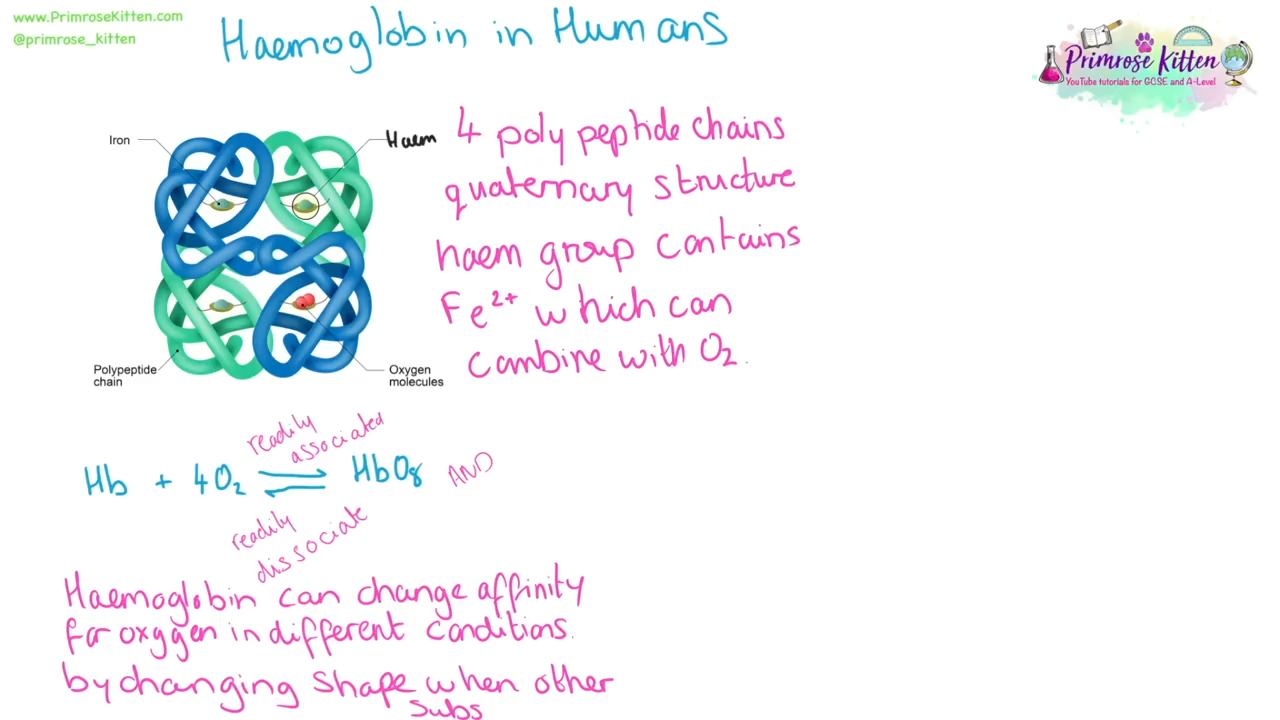 www.PrimroseKitten.com
@primrose_kitten
Haemoglobin in Humans
Primrose Kitten
YouTube tutorials for GCSE and A-Level
Iron
Haem
Polypeptide
chain
Oxygen
molecules
4 poly peptide chains
quaternary structure
haem group contains
Fe²⁺ which can
combine with O₂.
readily
associated
Hb + 4O₂ ⇌ HbO₈ AND
readily
dissociate
Haemoglobin can change affinity
for oxygen in different conditions.
by changing shape when other
subs